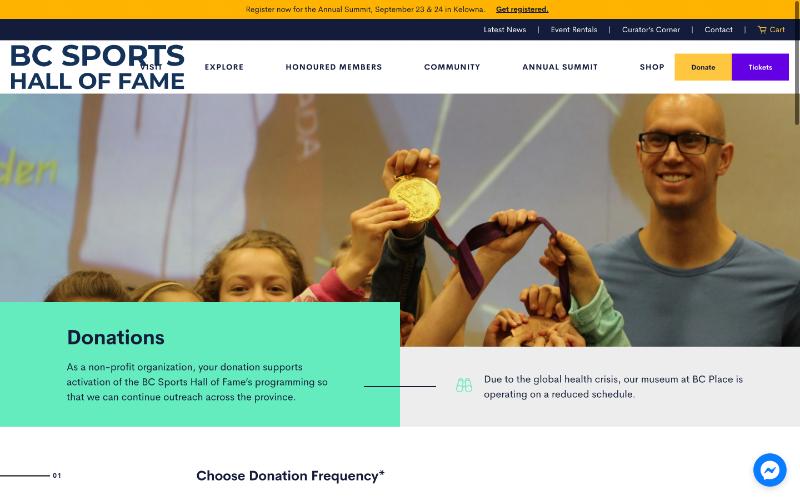 Register now for the Annual Summit, September 23 & 24 in Kelowna. Get registered.
Latest News | Event Rentals | Curator's Corner | Contact | Cart
BC SPORTS
HALL OF FAME
VISIT EXPLORE HONOURED MEMBERS COMMUNITY ANNUAL SUMMIT SHOP Donate Tickets
den
ADA
Donations
As a non-profit organization, your donation supports
activation of the BC Sports Hall of Fame's programming so
that we can continue outreach across the province.
Due to the global health crisis, our museum at BC Place is
operating on a reduced schedule.
01
Choose Donation Frequency*